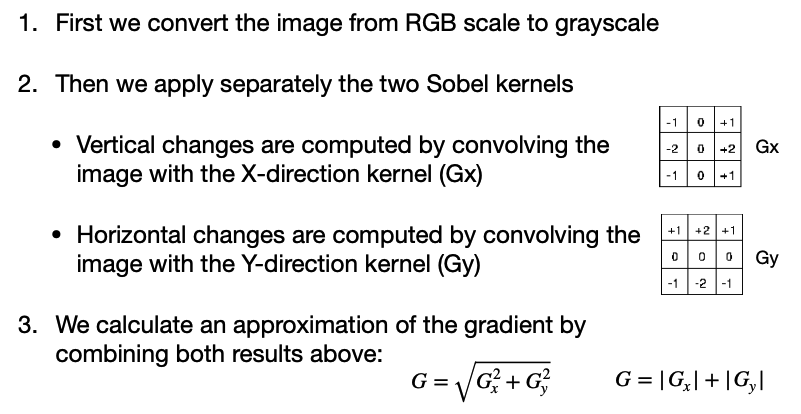 1. First we convert the image from RGB scale to grayscale
2. Then we apply separately the two Sobel kernels
• Vertical changes are computed by convolving the
image with the X-direction kernel (Gx)
-1 0 +1
-2 0 +2
-1 0 +1
Gx
• Horizontal changes are computed by convolving the
image with the Y-direction kernel (Gy)
+1 +2 +1
0 0 0
-1 -2 -1
Gy
3. We calculate an approximation of the gradient by
combining both results above:
G = √(G_x^2 + G_y^2)
G = |G_x| + |G_y|